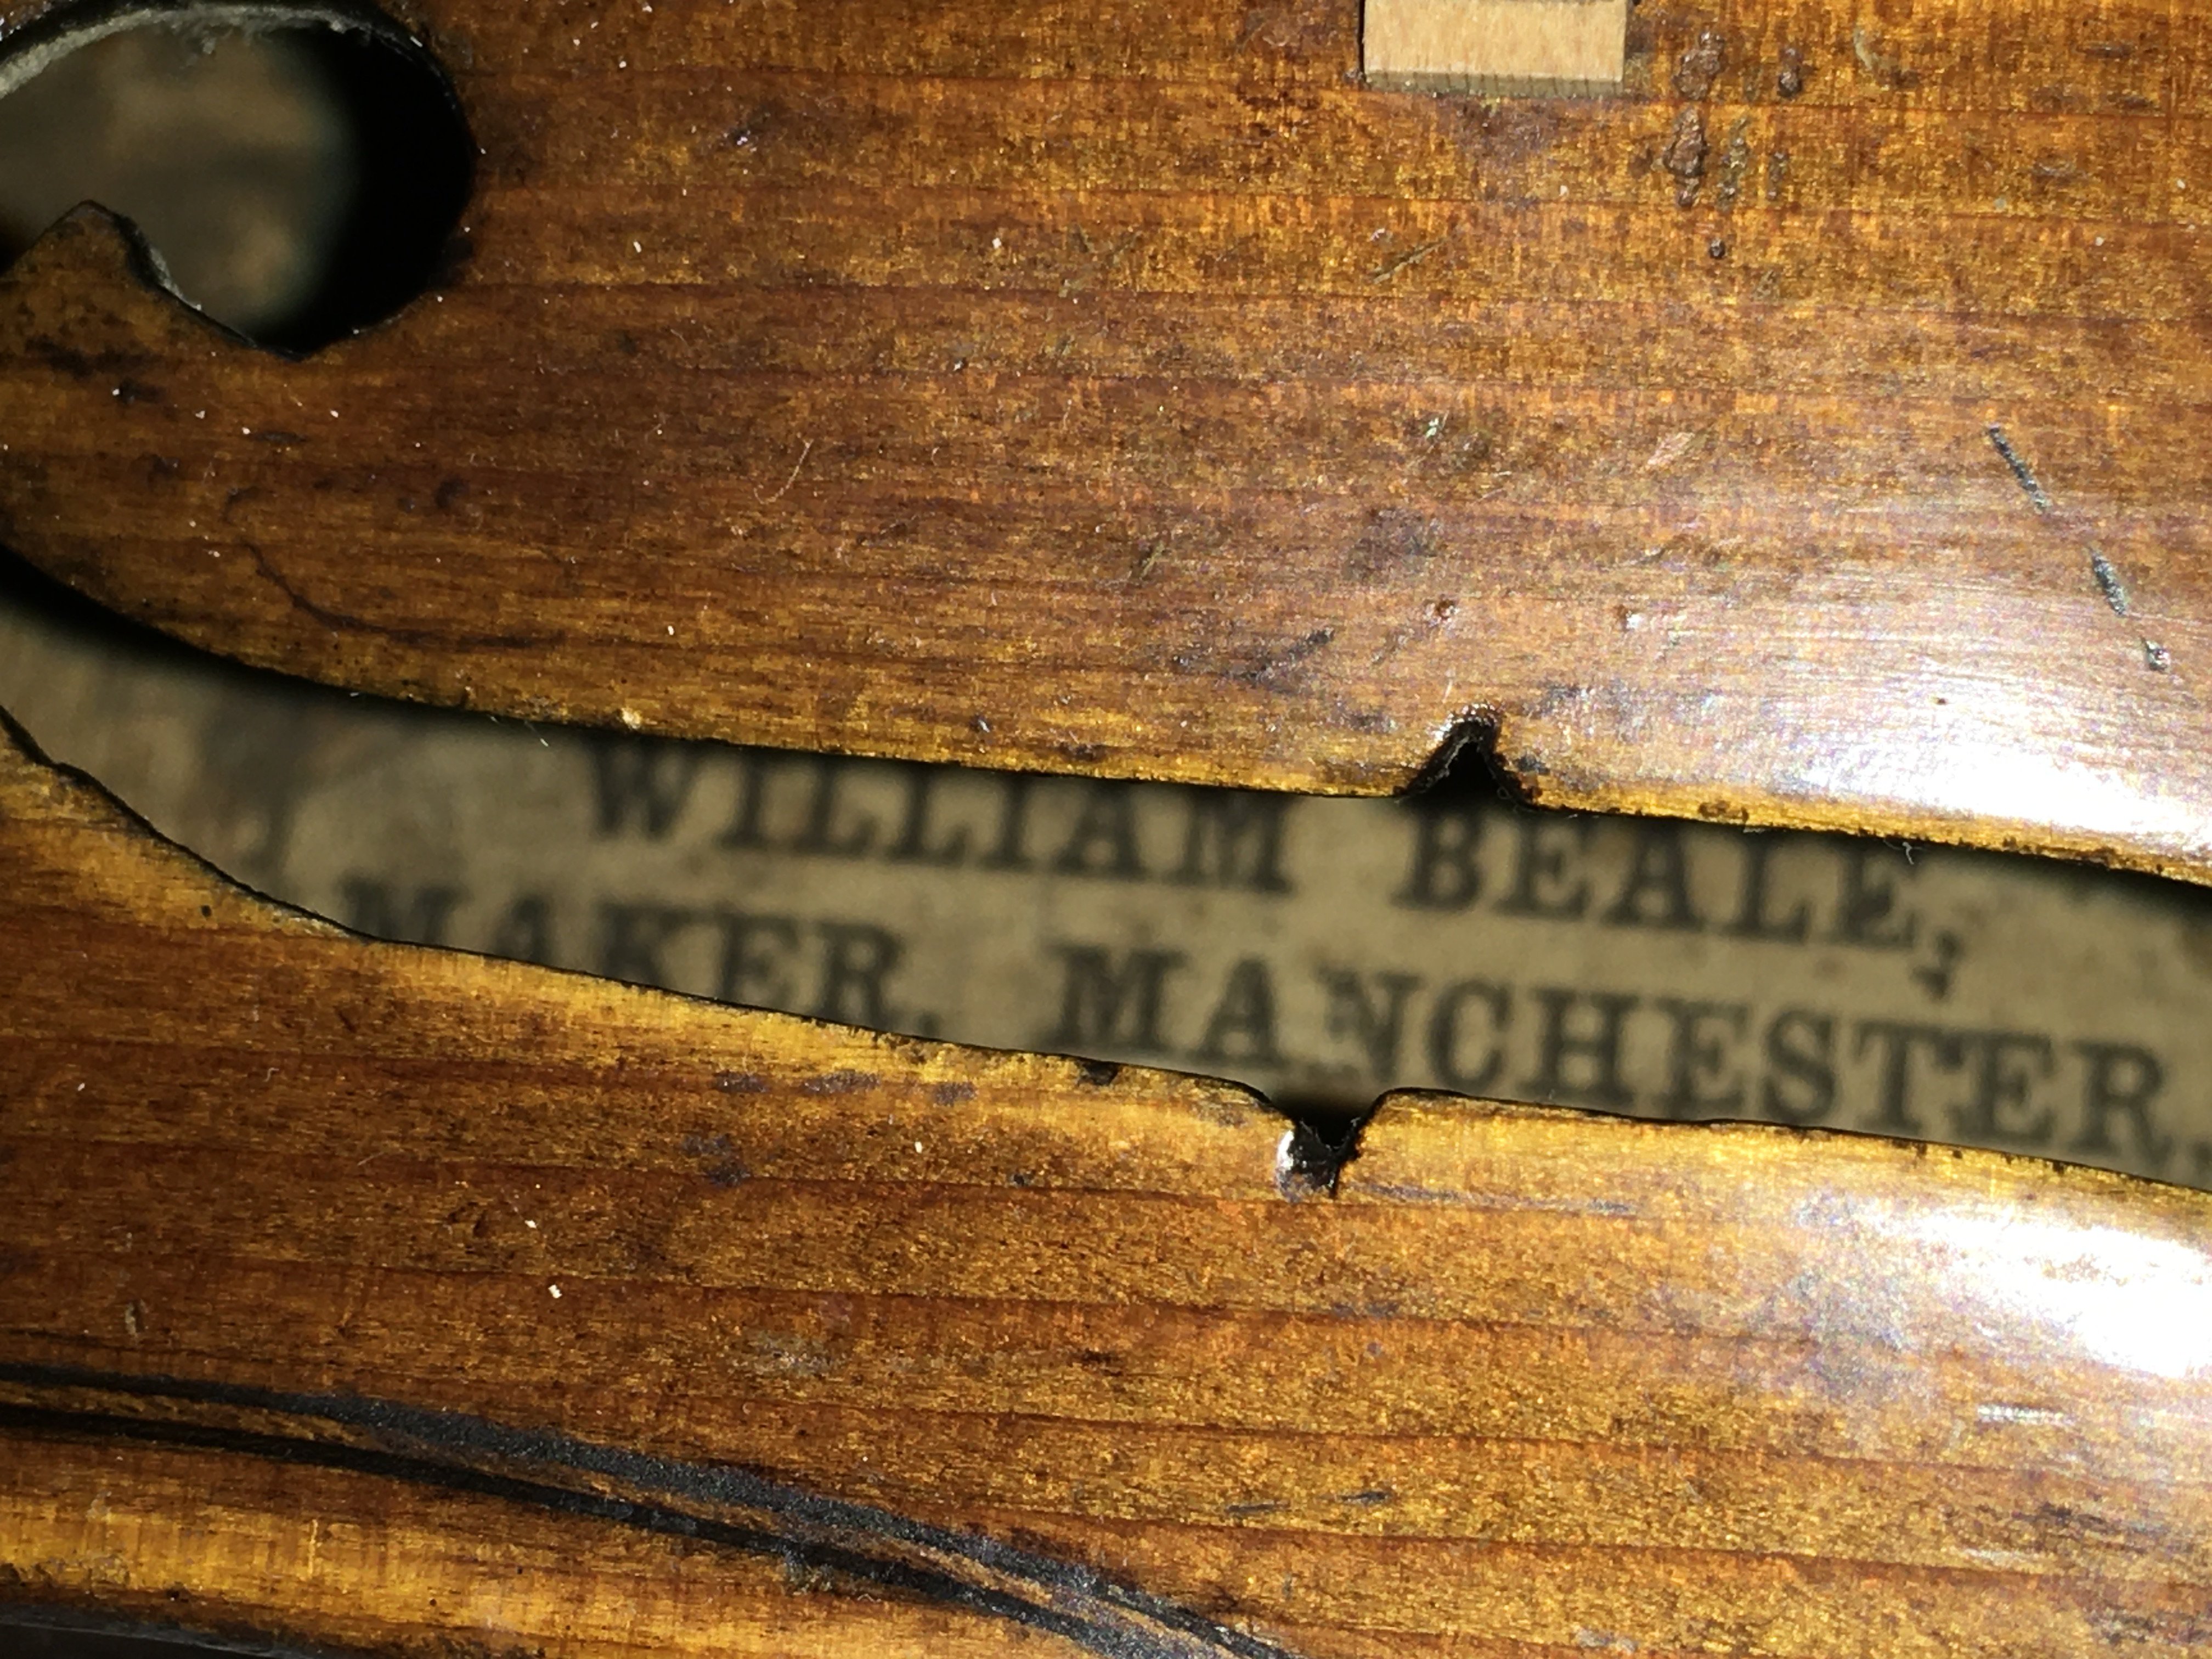 WILLIAM BEALE,
MAKER, MANCHESTER.